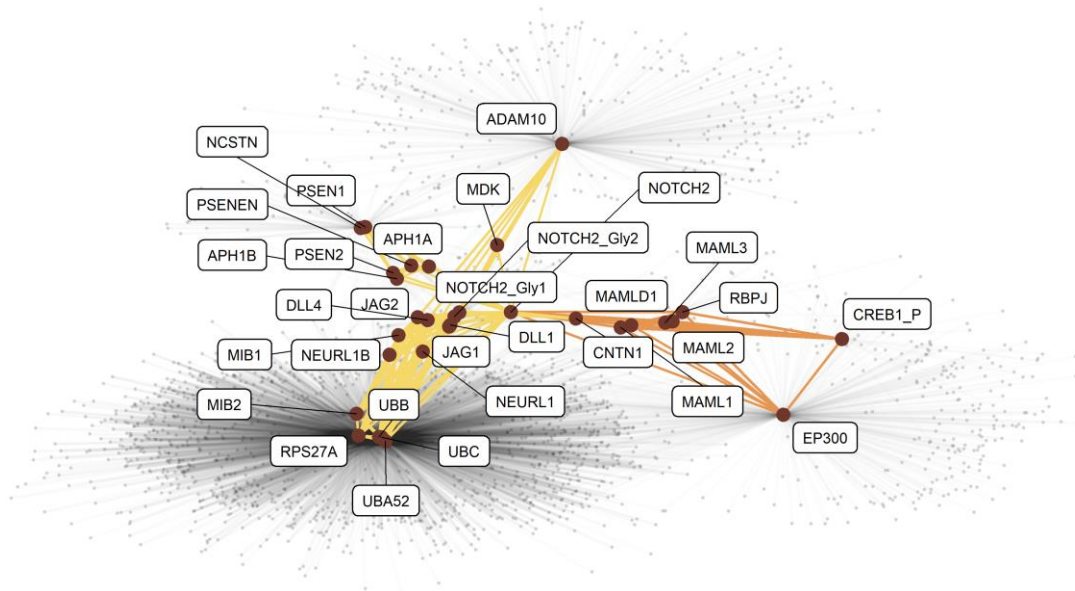 ADAM10
NCSTN
PSEN1
MDK
NOTCH2
PSENEN
APH1A
NOTCH2_Gly2
MAML3
APH1B
PSEN2
NOTCH2_Gly1
MAMLD1
RBPJ
DLL4
JAG2
CREB1_P
DLL1
MIB1
NEURL1B
JAG1
CNTN1
MAML2
MIB2
UBB
NEURL1
MAML1
RPS27A
UBC
EP300
UBA52